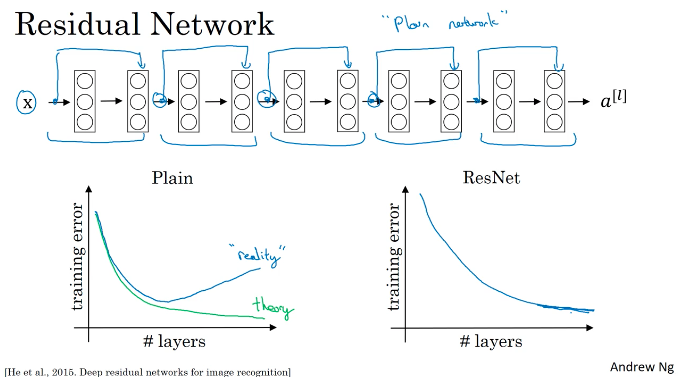 Residual Network
"Plain network"
x
a[l]
Plain
ResNet
training error
"reality"
theory
# layers
training error
# layers
Andrew Ng
[He et al., 2015. Deep residual networks for image recognition]